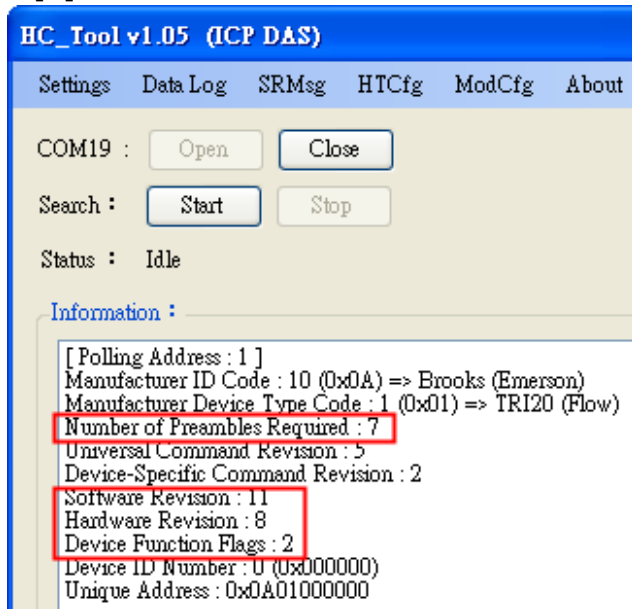 HC_Tool v1.05 (ICP DAS)
Settings Data Log SRMsg HTCfg ModCfg About
COM19 : Open Close
Search : Start Stop
Status : Idle
Information :
[ Polling Address : 1 ]
Manufacturer ID Code : 10 (0x0A) => Brooks (Emerson)
Manufacturer Device Type Code : 1 (0x01) => TRI20 (Flow)
Number of Preambles Required : 7
Universal Command Revision : 5
Device-Specific Command Revision : 2
Software Revision : 11
Hardware Revision : 8
Device Function Flags : 2
Device ID Number : 0 (0x000000)
Unique Address : 0x0A01000000